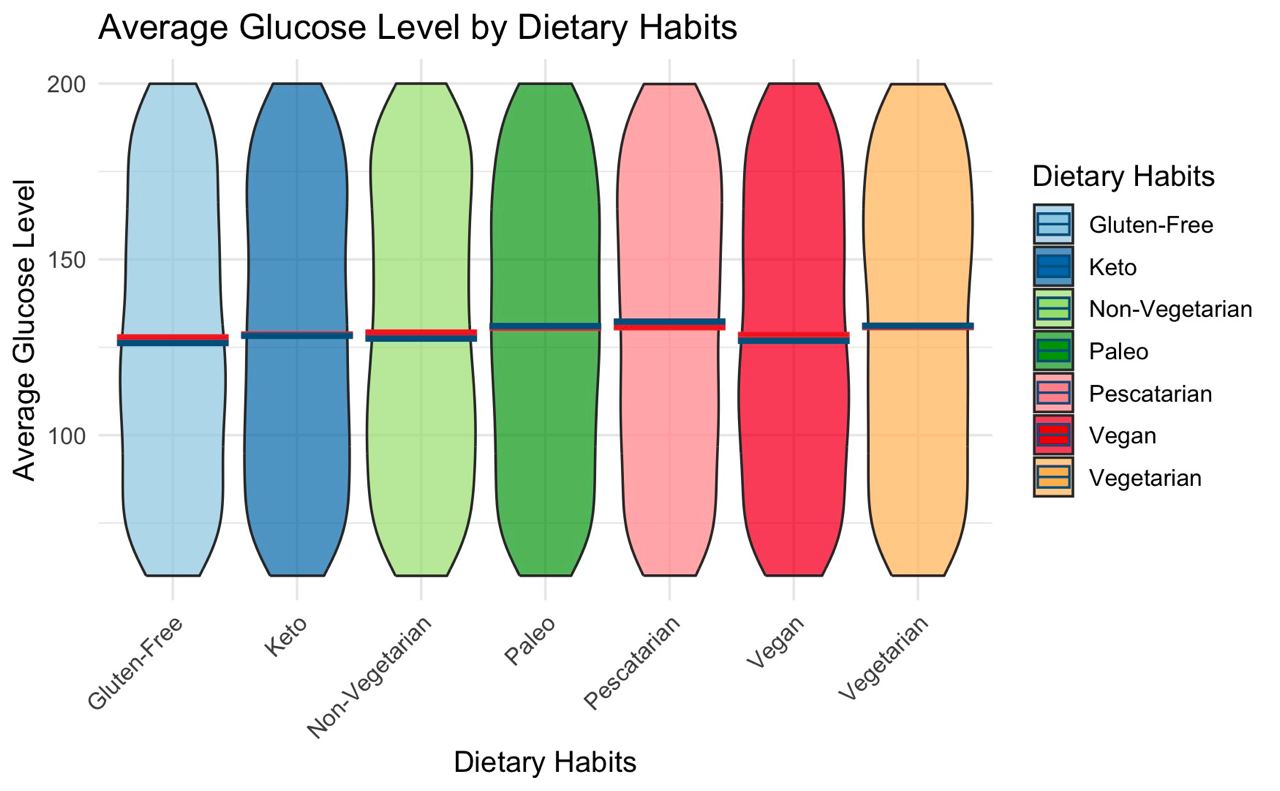 Average Glucose Level by Dietary Habits
Average Glucose Level
200
150
100
Gluten-Free
Keto
Non-Vegetarian
Paleo
Pescatarian
Vegan
Vegetarian
Dietary Habits
Dietary Habits
Gluten-Free
Keto
Non-Vegetarian
Paleo
Pescatarian
Vegan
Vegetarian